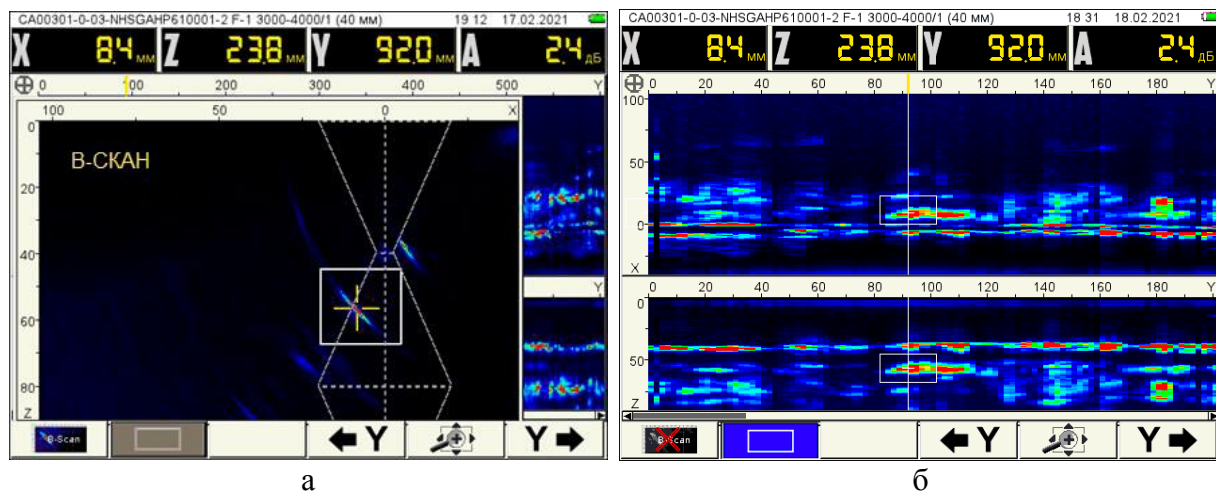 CA00301-0-03-NHSGAHP610001-2 F-1 3000-4000/1 (40 мм) 19 12 17.02.2021
X 8.4 мм Z 23.8 мм Y 92.0 мм A 2.4 дБ
0 100 200 300 400 500 Y
100 50 0 X
0
В-СКАН
20
40
60
80
Z
Y
B-Scan Y Y
а
CA00301-0-03-NHSGAHP610001-2 F-1 3000-4000/1 (40 мм) 18 31 18.02.2021
X 8.4 мм Z 23.8 мм Y 92.0 мм A 2.4 дБ
0 20 40 60 80 100 120 140 160 180 Y
100
50
0
X
0 20 40 60 80 100 120 140 160 180 Y
0
50
Z
B-Scan Y Y
б